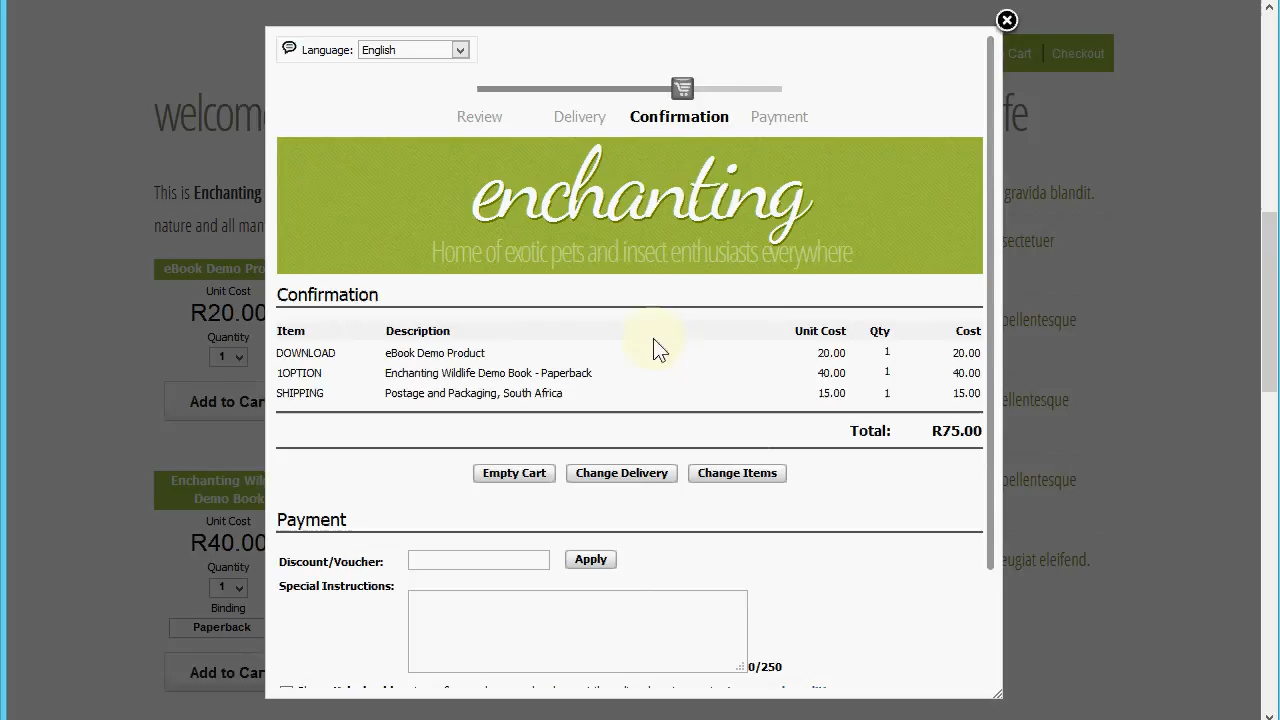 Language: English
Cart Checkout
Review Delivery Confirmation Payment
welcom
fe
enchanting
Home of exotic pets and insect enthusiasts everywhere
This is Enchanting
gravida blandit.
nature and all man
sectetuer
eBook Demo Pro
Unit Cost
R20.00
Quantity
1
Add to Car
Confirmation
Item Description Unit Cost Qty Cost
DOWNLOAD eBook Demo Product 20.00 1 20.00
1OPTION Enchanting Wildlife Demo Book - Paperback 40.00 1 40.00
SHIPPING Postage and Packaging, South Africa 15.00 1 15.00
Total: R75.00
Empty Cart Change Delivery Change Items
pellentesque
pellentesque
pellentesque
feugiat eleifend.
Enchanting Wil
Demo Book
Unit Cost
R40.00
Quantity
1
Binding
Paperback
Add to Car
Payment
Discount/Voucher: Apply
Special Instructions:
0/250